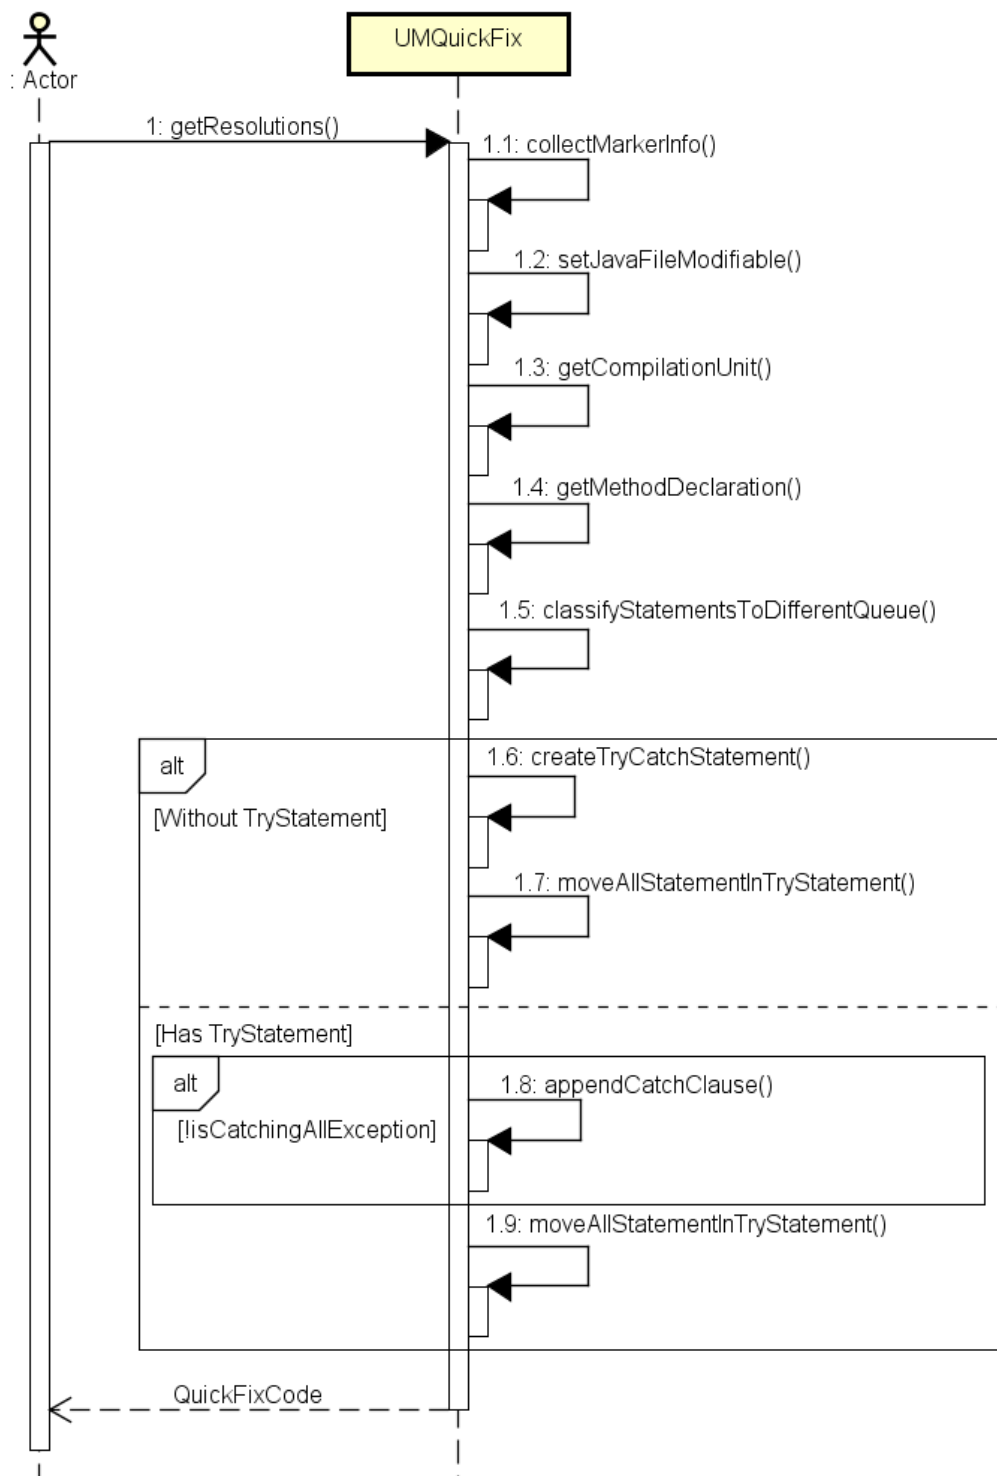 : Actor
UMQuickFix
1: getResolutions()
1.1: collectMarkerInfo()
1.2: setJavaFileModifiable()
1.3: getCompilationUnit()
1.4: getMethodDeclaration()
1.5: classifyStatementsToDifferentQueue()
alt
1.6: createTryCatchStatement()
[Without TryStatement]
1.7: moveAllStatementInTryStatement()
[Has TryStatement]
alt
1.8: appendCatchClause()
[!isCatchingAllException]
1.9: moveAllStatementInTryStatement()
QuickFixCode